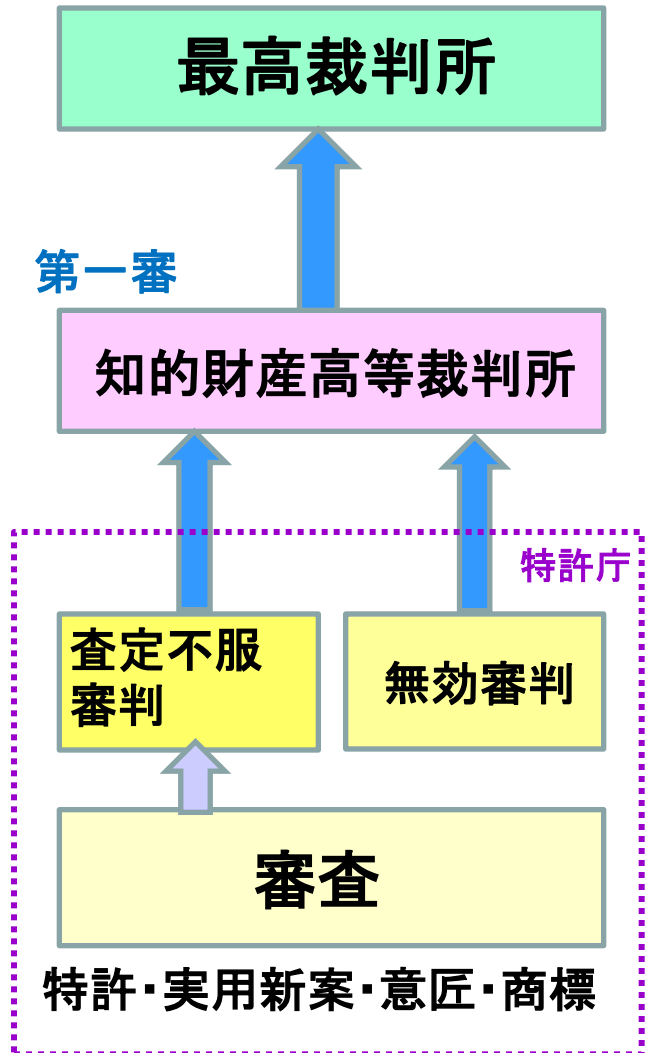 最高裁判所
第一審
知的財産高等裁判所
特許庁
査定不服
審判
無効審判
審査
特許・実用新案・意匠・商標